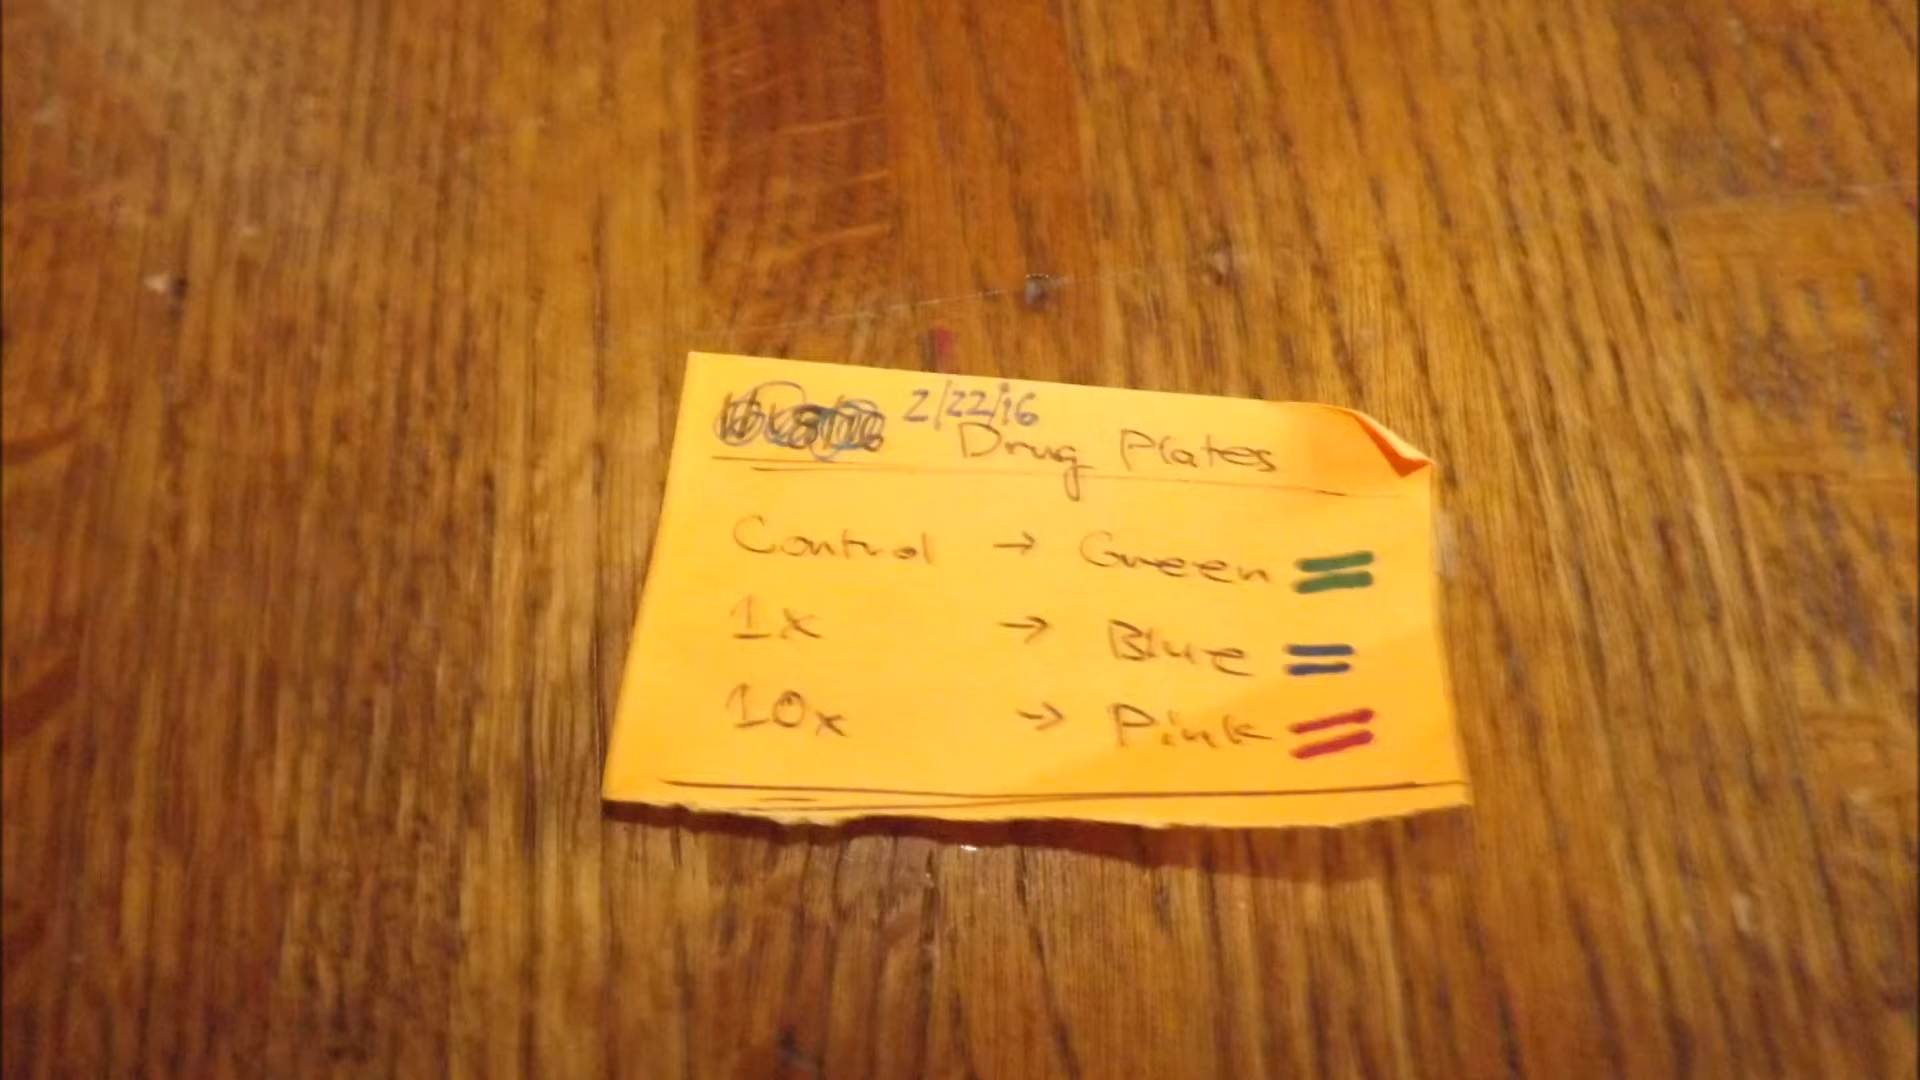 2/22/16
Drug Plates
Control → Green =
1x → Blue =
10x → Pink =